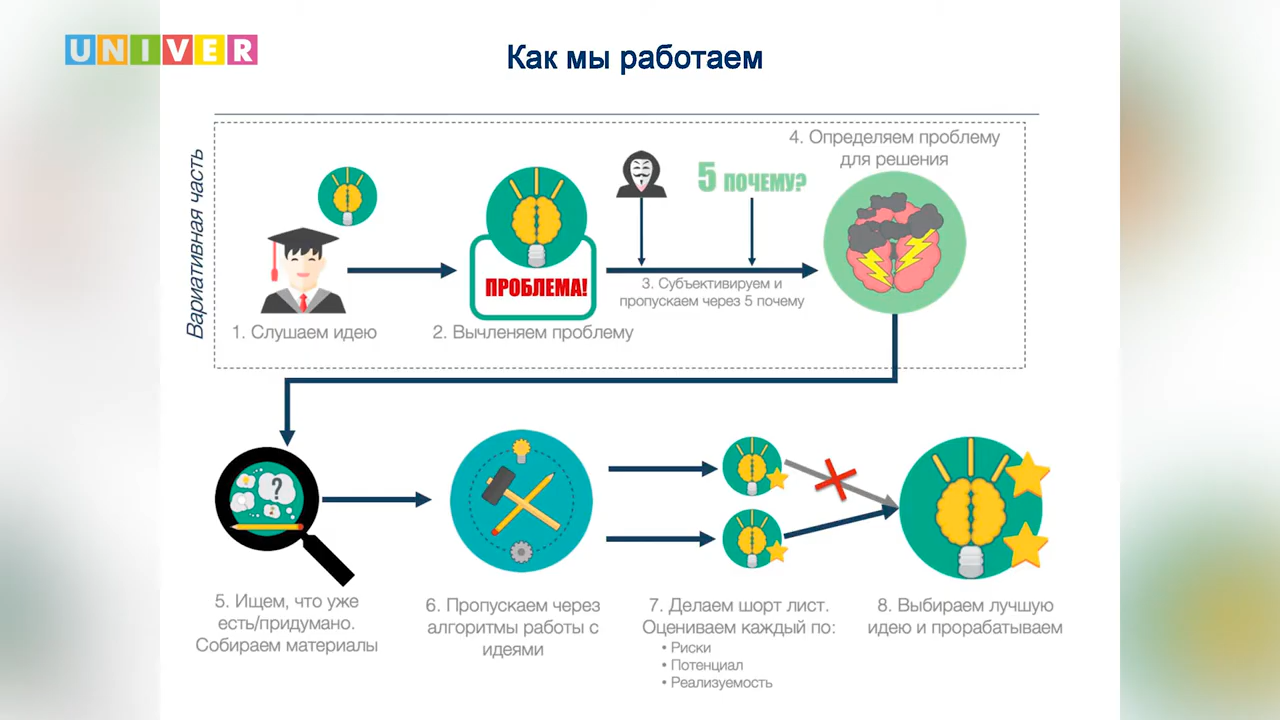 UNIVER
Как мы работаем
Вариативная часть
1. Слушаем идею
ПРОБЛЕМА!
2. Вычленяем проблему
5 ПОЧЕМУ?
3. Субъективируем и
пропускаем через 5 почему
4. Определяем проблему
для решения
?
?
5. Ищем, что уже
есть/придумано.
Собираем материалы
6. Пропускаем через
алгоритмы работы с
идеями
7. Делаем шорт лист.
Оцениваем каждый по:
• Риски
• Потенциал
• Реализуемость
8. Выбираем лучшую
идею и прорабатываем